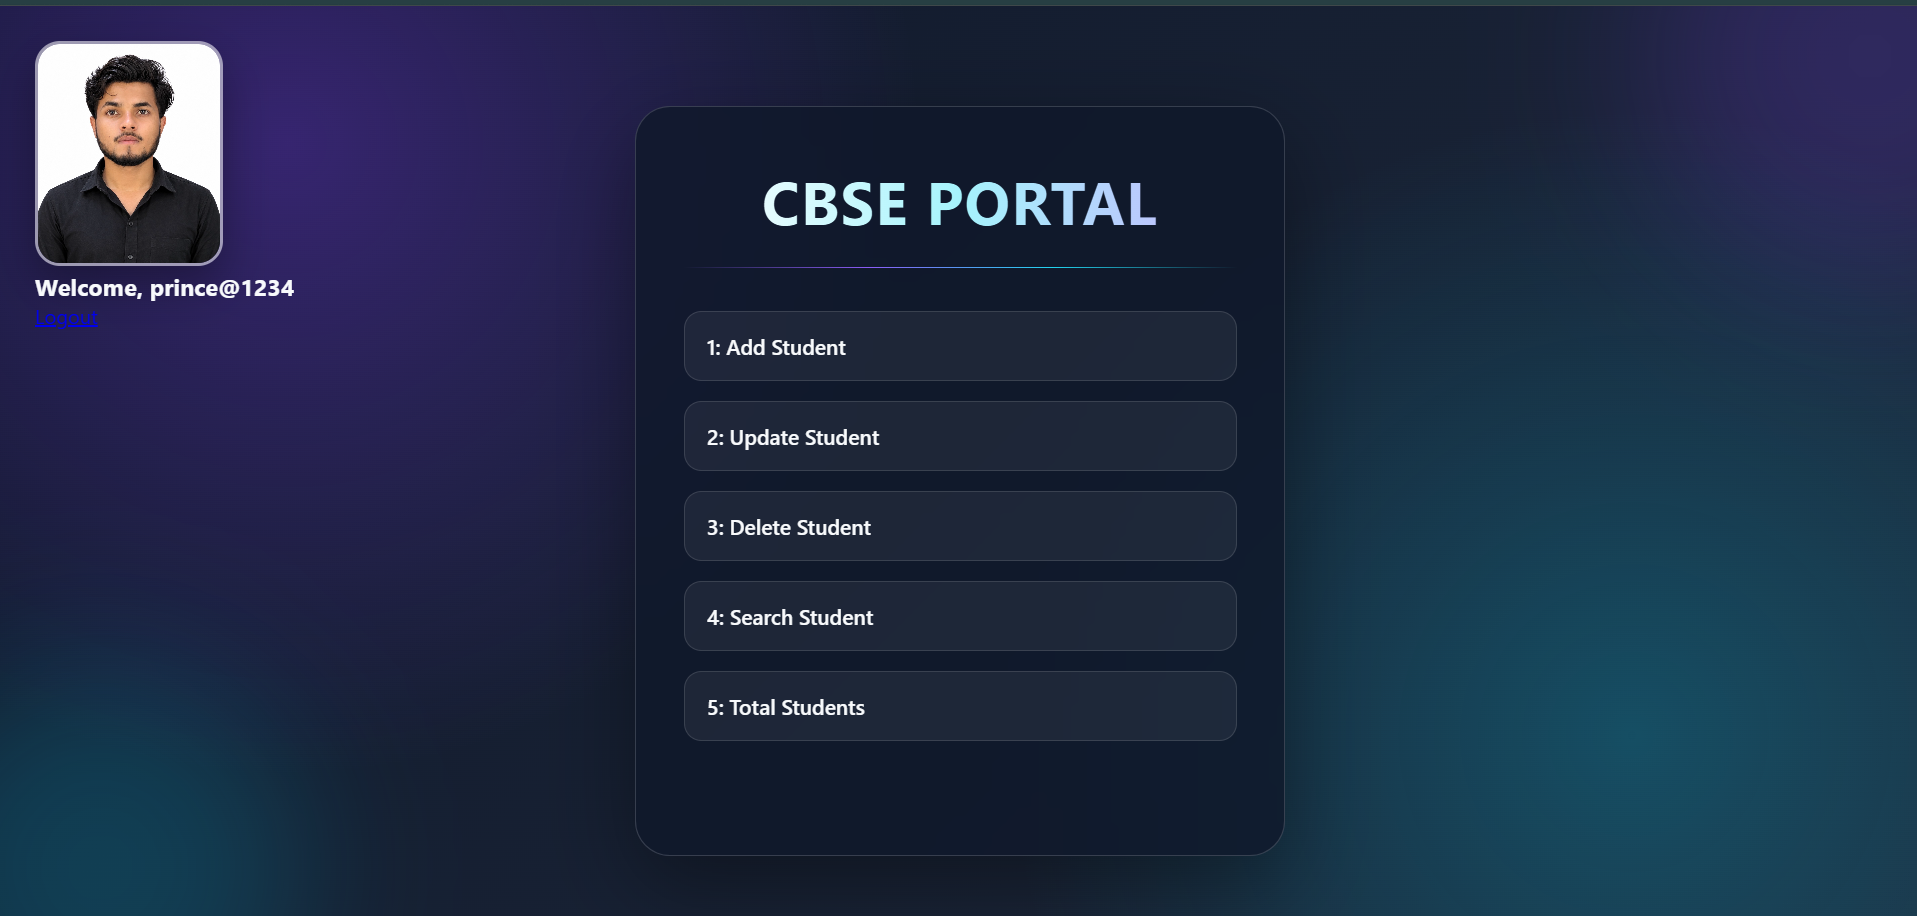 Welcome, prince@1234
Logout
CBSE PORTAL
1: Add Student
2: Update Student
3: Delete Student
4: Search Student
5: Total Students